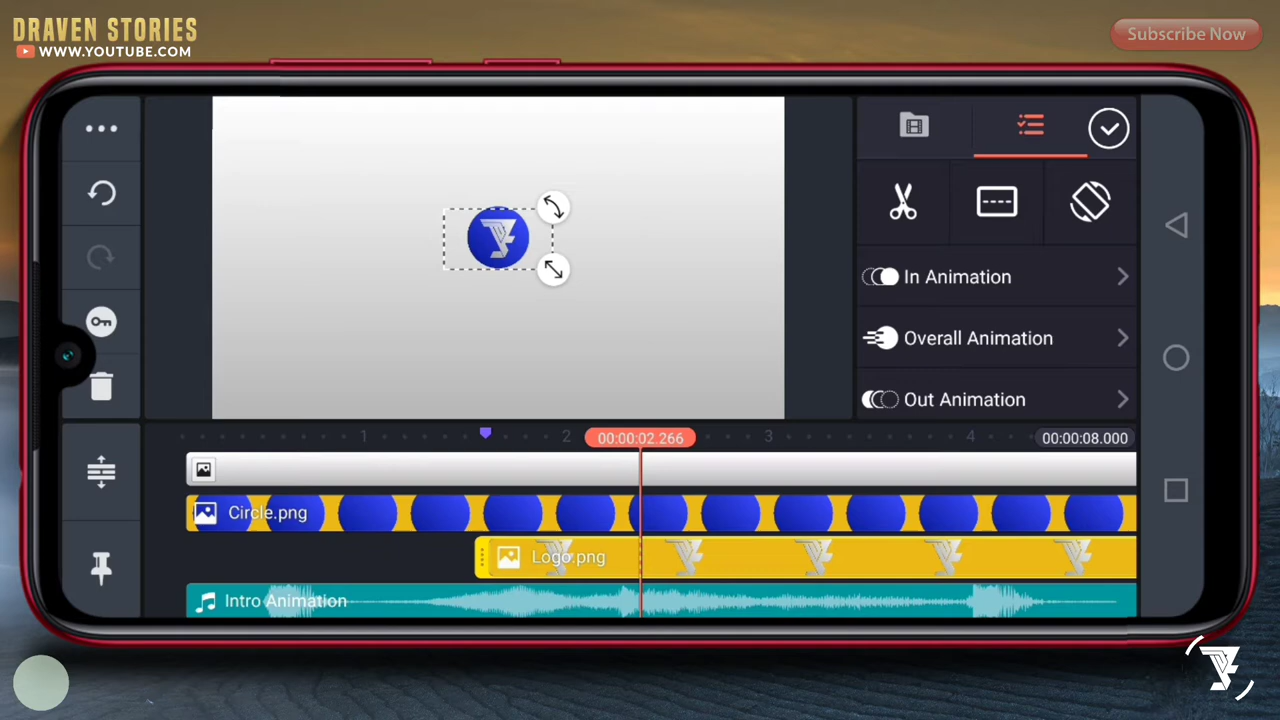 DRAVEN STORIES
WWW.YOUTUBE.COM
Subscribe Now
In Animation
Overall Animation
Out Animation
1
2
00:00:02.266
3
4
00:00:08.000
Circle.png
Logo.png
Intro Animation